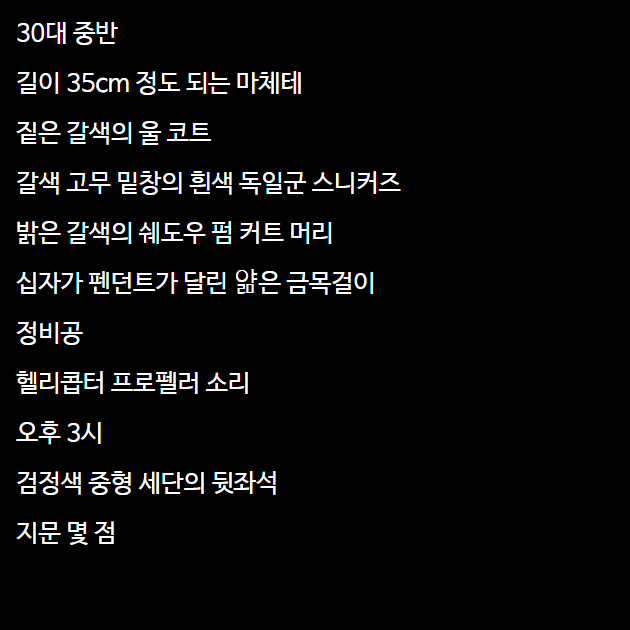 30대 중반
길이 35cm 정도 되는 마체테
짙은 갈색의 울 코트
갈색 고무 밑창의 흰색 독일군 스니커즈
밝은 갈색의 쉐도우 펌 커트 머리
십자가 펜던트가 달린 얆은 금목걸이
정비공
헬리콥터 프로펠러 소리
오후 3시
검정색 중형 세단의 뒷좌석
지문 몇 점